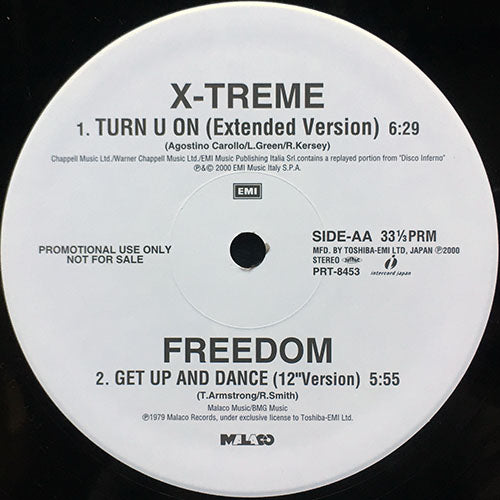 X-TREME
1. TURN U ON (Extended Version) 6:29
(Agostino Carollo/L.Green/R.Kersey)
Chappell Music Ltd./Warner Chappell Music Ltd./EMI Music Publishing Italia Srl.contains a replayed portion from "Disco Inferno"
℗&© 2000 EMI Music Italy S.P.A.
EMI
PROMOTIONAL USE ONLY
NOT FOR SALE
SIDE-AA 33⅓PRM
MFD. BY TOSHIBA-EMI LTD, JAPAN ℗2000
STEREO
PRT-8453
intercord japan
FREEDOM
2. GET UP AND DANCE (12"Version) 5:55
(T.Armstrong/R.Smith)
Malaco Music/BMG Music
℗1979 Malaco Records, under exclusive license to Toshiba-EMI Ltd.
MALACO